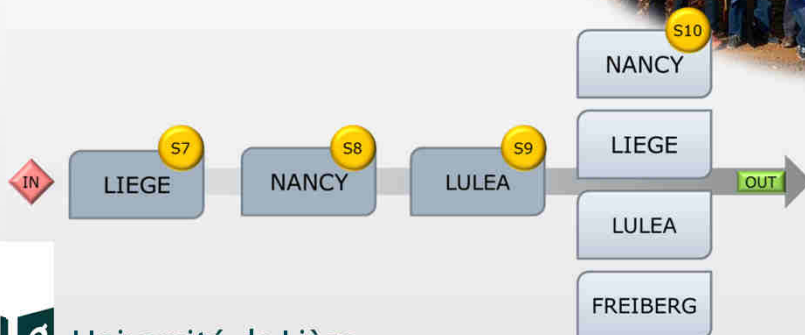 S10
NANCY
S7
S8
S9
LIEGE
IN
LIEGE
NANCY
LULEA
OUT
LULEA
FREIBERG